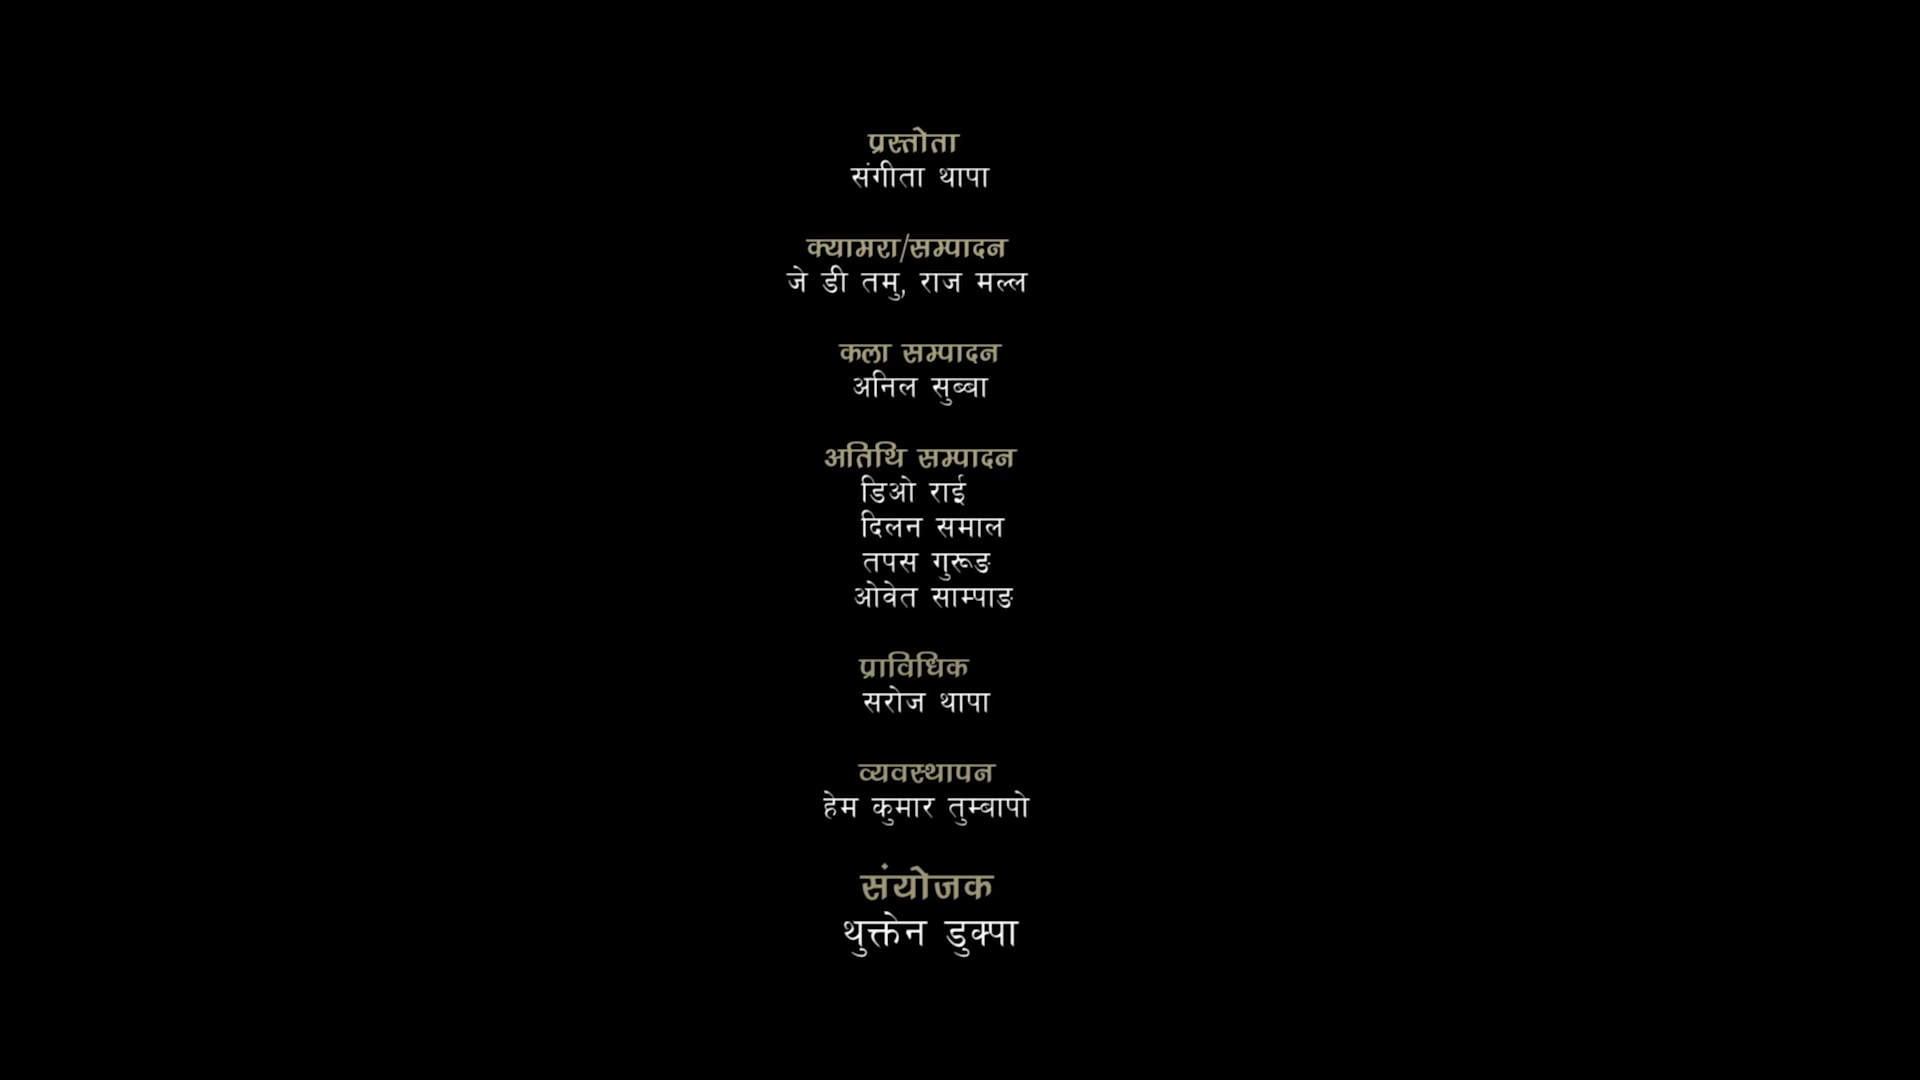 प्रस्तोता
संगीता थापा
क्यामरा/सम्पादन
जे डी तमु, राज मल्ल
कला सम्पादन
अनिल सुब्बा
अतिथि सम्पादन
डिओ राई
दिलन समाल
तपस गुरूङ
ओवेत साम्पाङ
प्राविधिक
सरोज थापा
व्यवस्थापन
हेम कुमार तुम्बापो
संयोजक
थुक्तेन डुक्पा